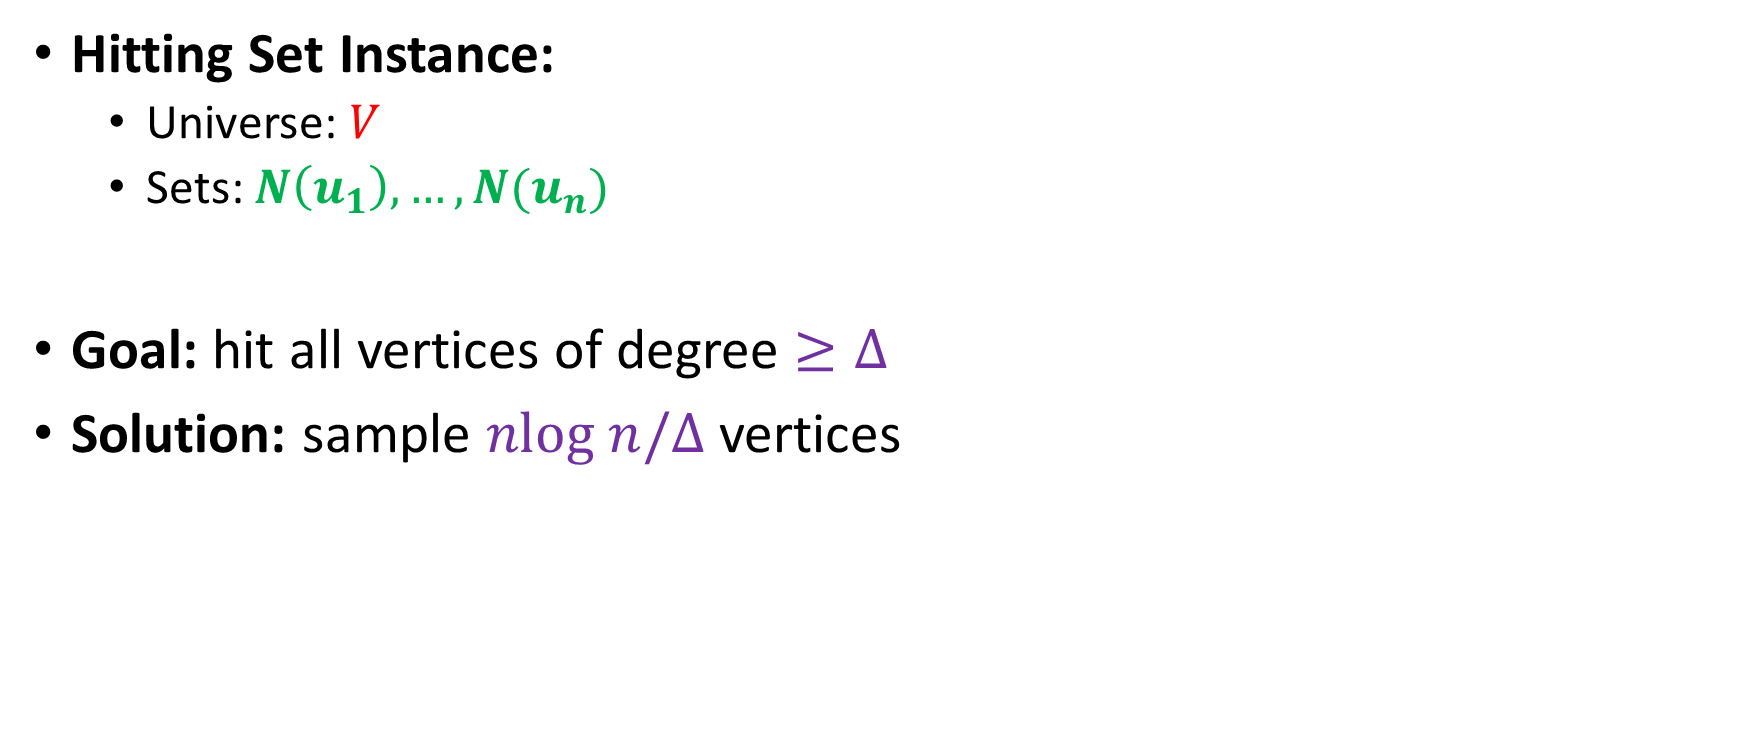 • Hitting Set Instance:
• Universe: V
• Sets: N(u₁), … , N(uₙ)
• Goal: hit all vertices of degree ≥ Δ
• Solution: sample nlog n/Δ vertices